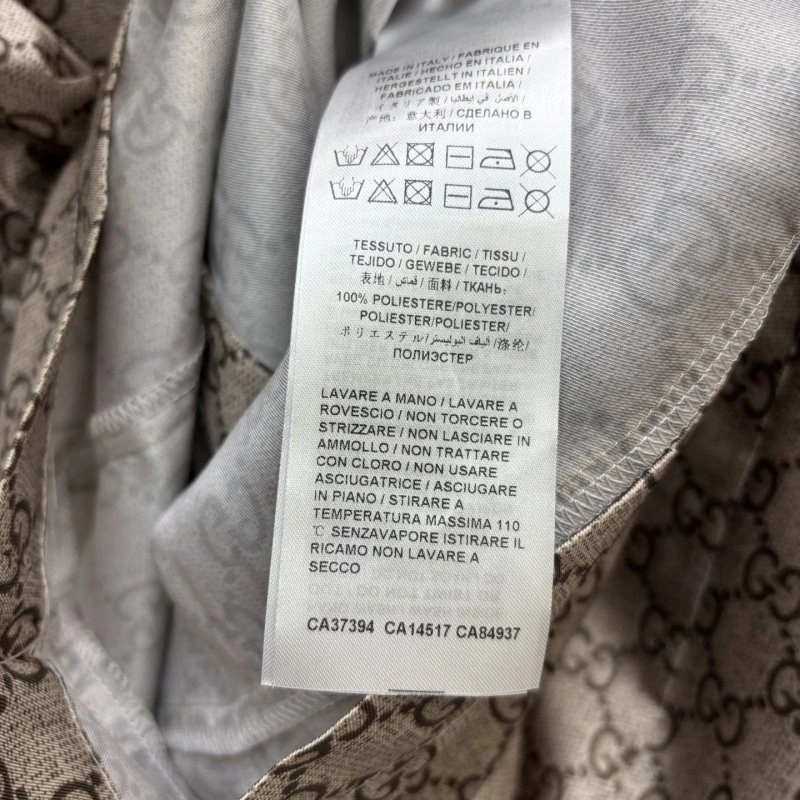 MADE IN ITALY / FABRIQUE EN
ITALIE / HECHO EN ITALIA /
HERGESTELLT IN ITALIEN /
FABRICADO EM ITALIA /
イタリア製 / الأصل في ايطاليا /
产地: 意大利 / СДЕЛАНО В
ИТАЛИИ
TESSUTO / FABRIC / TISSU /
TEJIDO / GEWEBE / TECIDO /
表地 / قماش / 面料 / ТКАНЬ:
100% POLIESTERE/POLYESTER/
POLIESTER/POLIESTER/
ポリエステル/الياف البوليستر/涤纶/
ПОЛИЭСТЕР
LAVARE A MANO / LAVARE A
ROVESCIO / NON TORCERE O
STRIZZARE / NON LASCIARE IN
AMMOLLO / NON TRATTARE
CON CLORO / NON USARE
ASCIUGATRICE / ASCIUGARE
IN PIANO / STIRARE A
TEMPERATURA MASSIMA 110
℃ SENZAVAPORE ISTIRARE IL
RICAMO NON LAVARE A
SECCO
CA37394 CA14517 CA84937